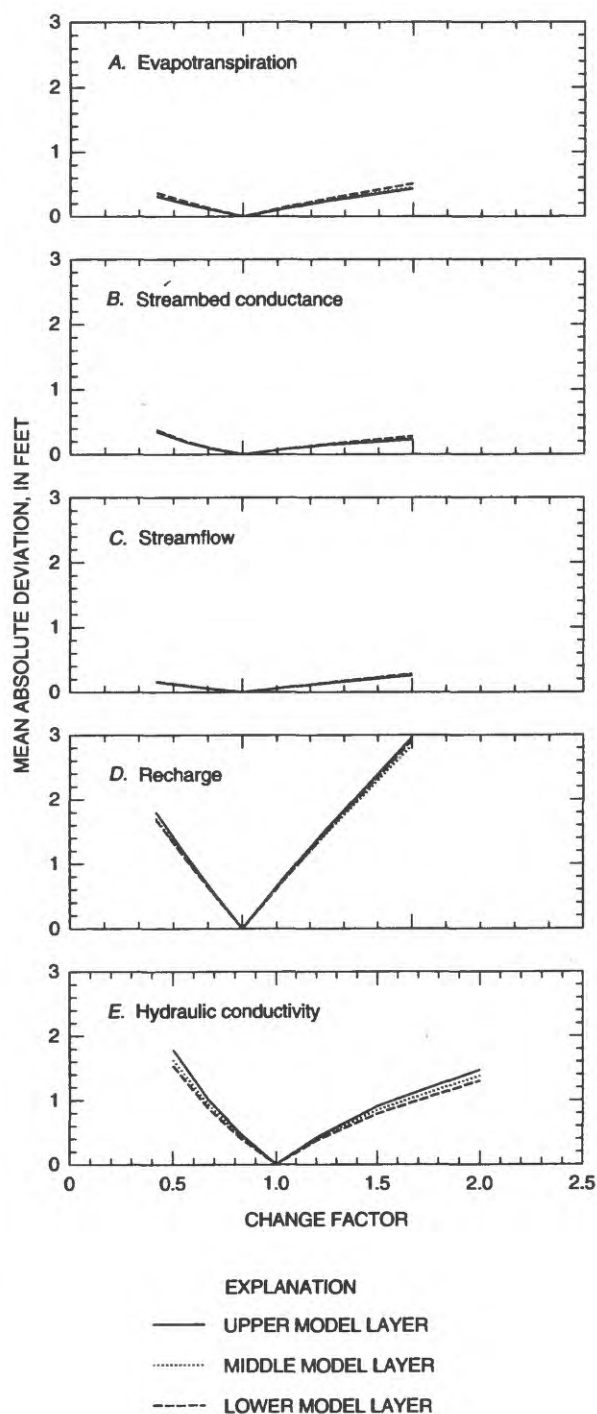 3
A. Evapotranspiration
2
1
0
3
B. Streambed conductance
2
1
0
MEAN ABSOLUTE DEVIATION, IN FEET
3
C. Streamflow
2
1
0
3
D. Recharge
2
1
0
3
E. Hydraulic conductivity
2
1
0
0 0.5 1.0 1.5 2.0 2.5
CHANGE FACTOR
EXPLANATION
UPPER MODEL LAYER
MIDDLE MODEL LAYER
LOWER MODEL LAYER